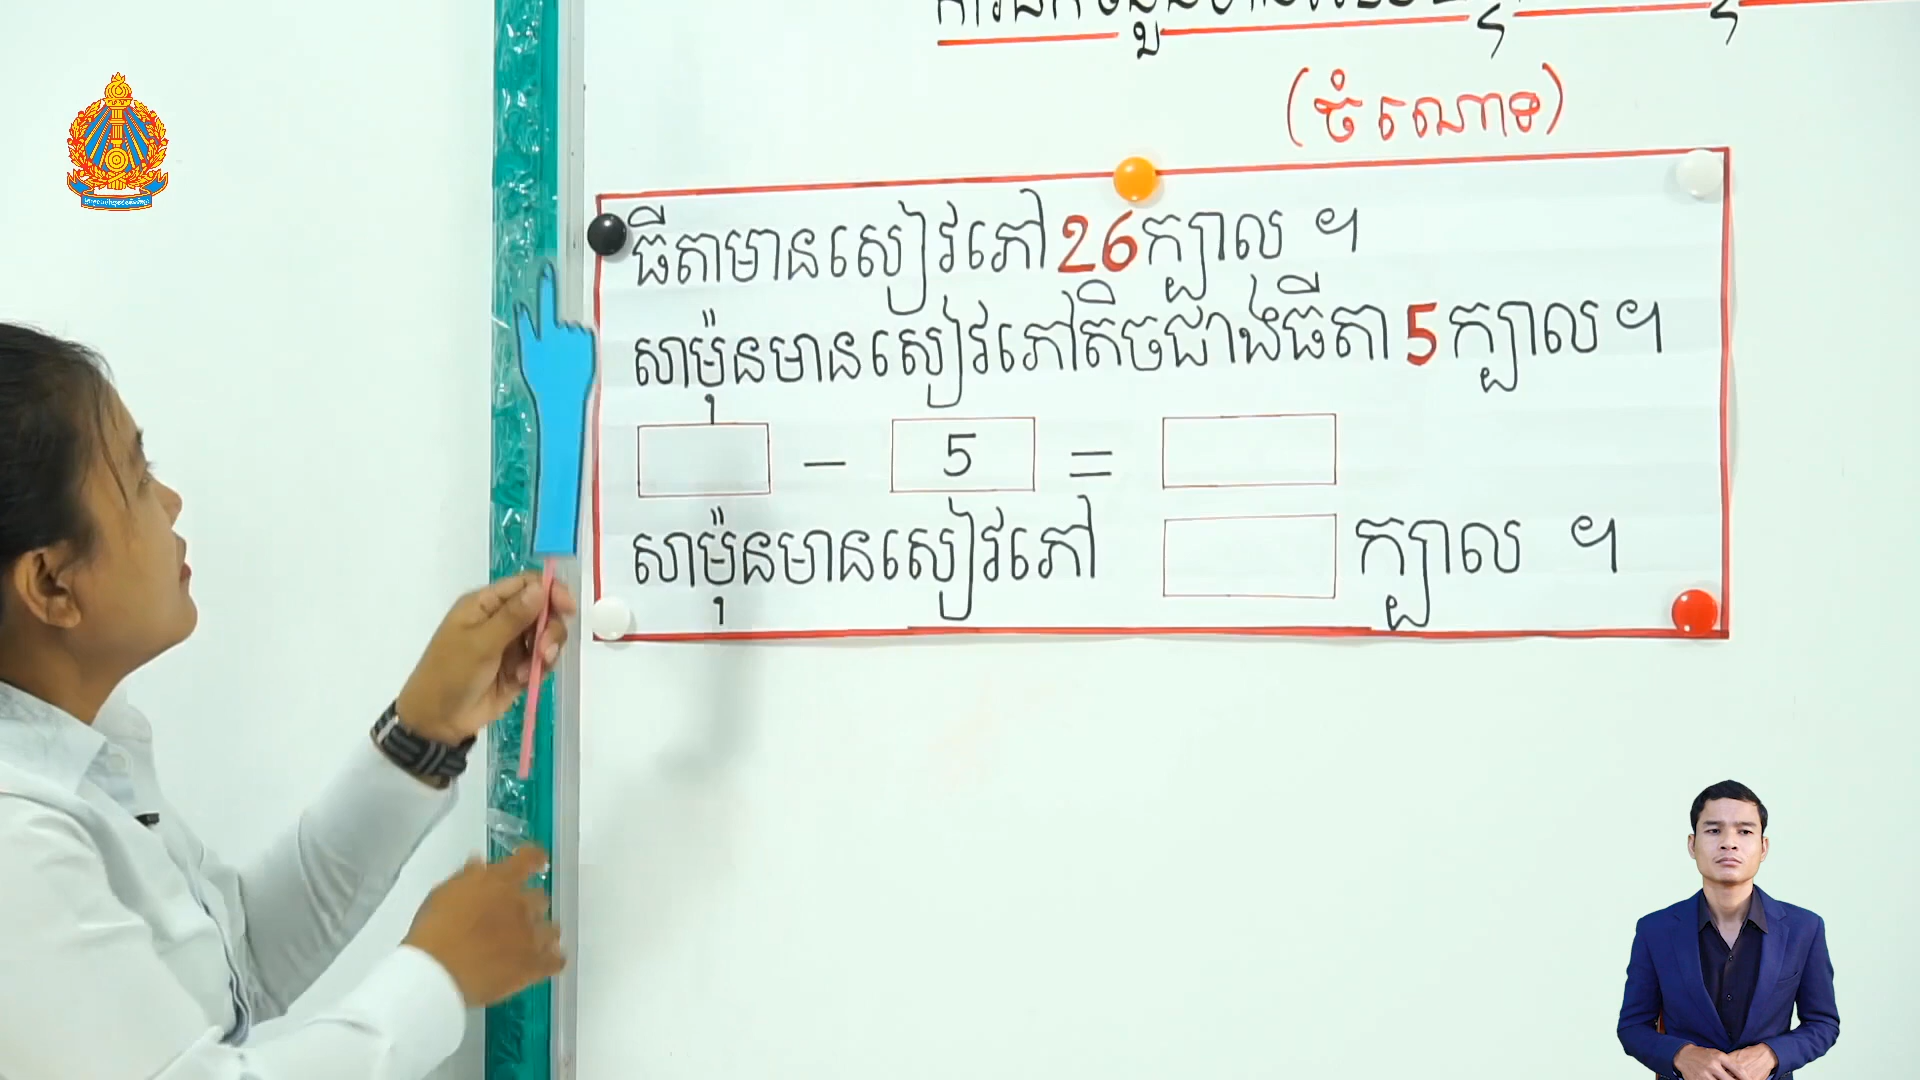 (ចំណោទ)
ធីតាមានសៀវភៅ 26 ក្បាល ។
សាម៉ុនមានសៀវភៅតិចជាងធីតា 5 ក្បាល ។
− 5 =
សាម៉ុនមានសៀវភៅ ក្បាល ។